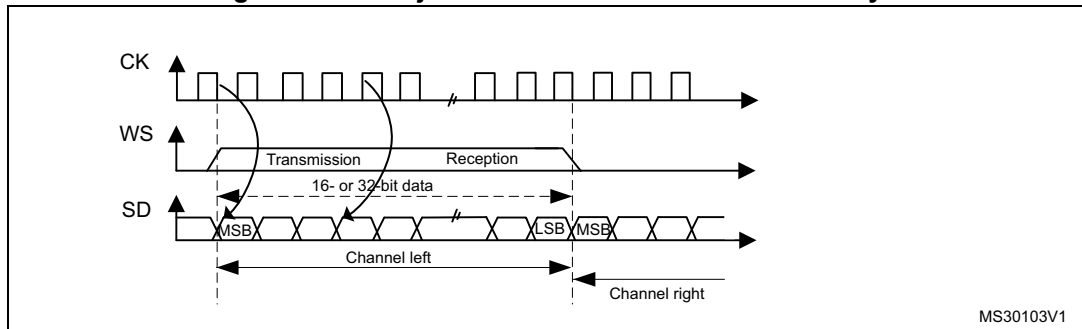 CK
WS
Transmission Reception
16- or 32-bit data
SD
MSB LSB MSB
Channel left
Channel right
MS30103V1